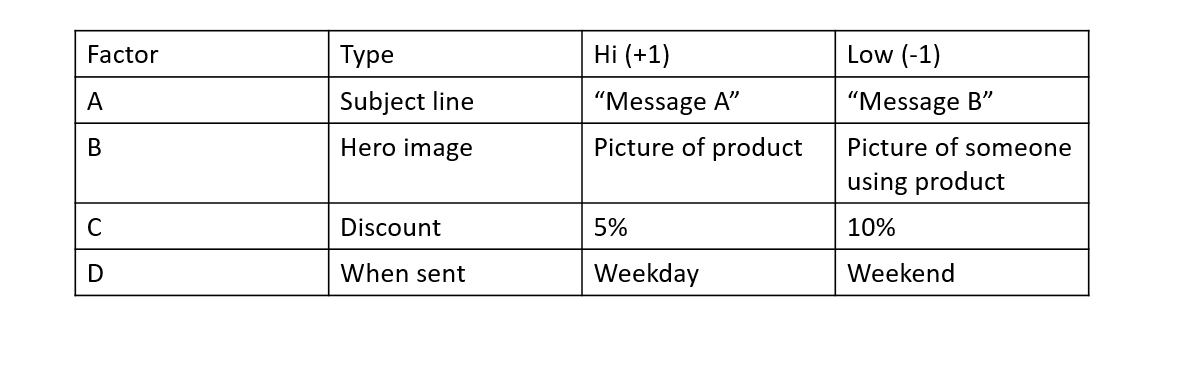 Factor Type Hi (+1) Low (-1)
A Subject line “Message A” “Message B”
B Hero image Picture of product Picture of someone
using product
C Discount 5% 10%
D When sent Weekday Weekend